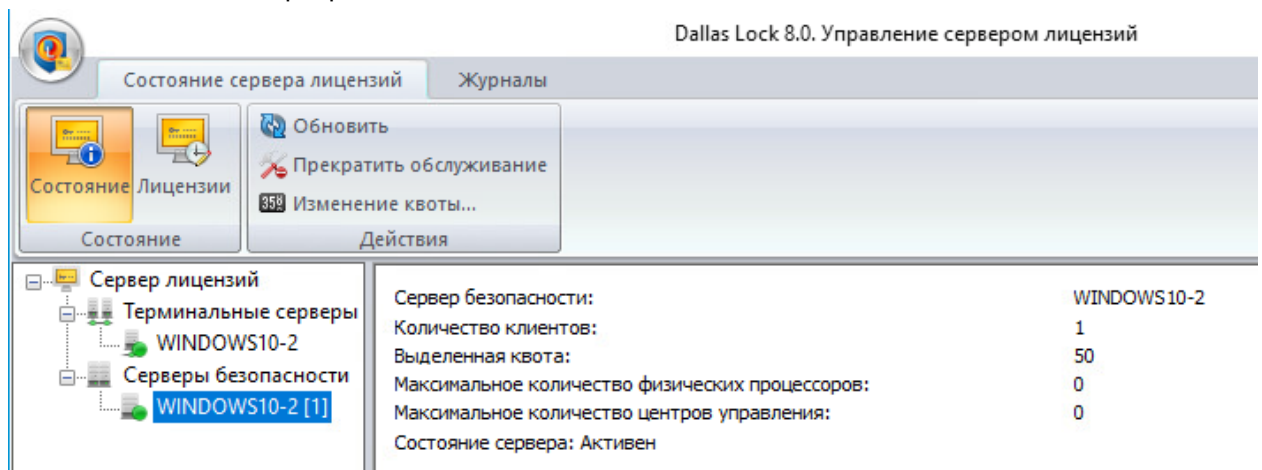 Dallas Lock 8.0. Управление сервером лицензий
Состояние сервера лицензий Журналы
Обновить
Прекратить обслуживание
Состояние Лицензии
Изменение квоты...
Состояние Действия
Сервер лицензий
Терминальные серверы
WINDOWS10-2
Серверы безопасности
WINDOWS10-2 [1]
Сервер безопасности: WINDOWS10-2
Количество клиентов: 1
Выделенная квота: 50
Максимальное количество физических процессоров: 0
Максимальное количество центров управления: 0
Состояние сервера: Активен